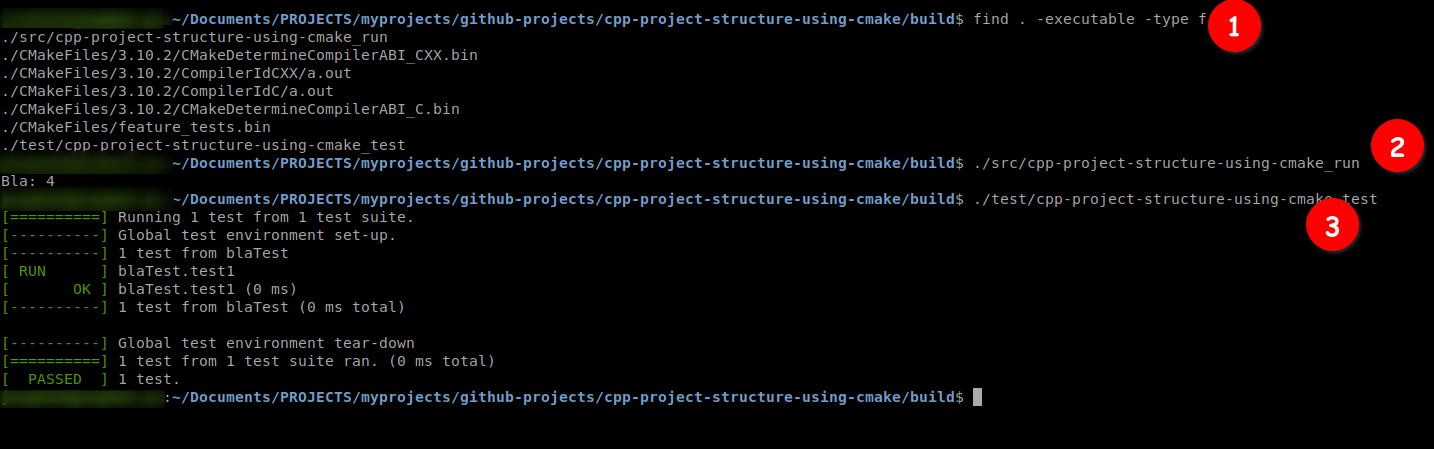 ~/Documents/PROJECTS/myprojects/github-projects/cpp-project-structure-using-cmake/build$ find . -executable -type f
1
./src/cpp-project-structure-using-cmake_run
./CMakeFiles/3.10.2/CMakeDetermineCompilerABI_CXX.bin
./CMakeFiles/3.10.2/CompilerIdCXX/a.out
./CMakeFiles/3.10.2/CompilerIdC/a.out
./CMakeFiles/3.10.2/CMakeDetermineCompilerABI_C.bin
./CMakeFiles/feature_tests.bin
./test/cpp-project-structure-using-cmake_test
2
~/Documents/PROJECTS/myprojects/github-projects/cpp-project-structure-using-cmake/build$ ./src/cpp-project-structure-using-cmake_run
Bla: 4
~/Documents/PROJECTS/myprojects/github-projects/cpp-project-structure-using-cmake/build$ ./test/cpp-project-structure-using-cmake_test
3
[==========] Running 1 test from 1 test suite.
[----------] Global test environment set-up.
[----------] 1 test from blaTest
[ RUN      ] blaTest.test1
[       OK ] blaTest.test1 (0 ms)
[----------] 1 test from blaTest (0 ms total)
[----------] Global test environment tear-down
[==========] 1 test from 1 test suite ran. (0 ms total)
[  PASSED  ] 1 test.
:~/Documents/PROJECTS/myprojects/github-projects/cpp-project-structure-using-cmake/build$